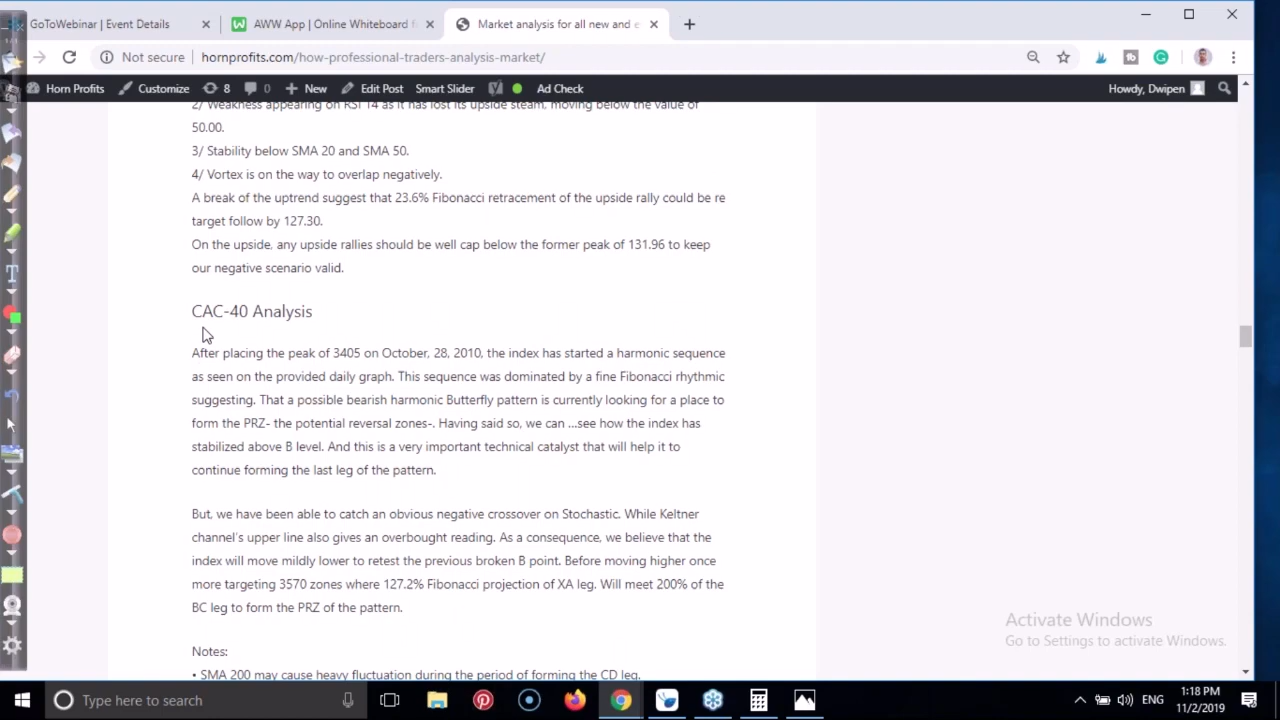 GoToWebinar | Event Details
AWW App | Online Whiteboard f
Market analysis for all new and e
Not secure
hornprofits.com/how-professional-traders-analysis-market/
Horn Profits
Customize
8
0
New
Edit Post
Smart Slider
Ad Check
Howdy, Dwipen
2/ Weakness appearing on RSI 14 as it has lost its upside steam, moving below the value of
50.00.
3/ Stability below SMA 20 and SMA 50.
4/ Vortex is on the way to overlap negatively.
A break of the uptrend suggest that 23.6% Fibonacci retracement of the upside rally could be re
target follow by 127.30.
On the upside, any upside rallies should be well cap below the former peak of 131.96 to keep
our negative scenario valid.
CAC-40 Analysis
After placing the peak of 3405 on October, 28, 2010, the index has started a harmonic sequence
as seen on the provided daily graph. This sequence was dominated by a fine Fibonacci rhythmic
suggesting. That a possible bearish harmonic Butterfly pattern is currently looking for a place to
form the PRZ- the potential reversal zones-. Having said so, we can …see how the index has
stabilized above B level. And this is a very important technical catalyst that will help it to
continue forming the last leg of the pattern.
But, we have been able to catch an obvious negative crossover on Stochastic. While Keltner
channel's upper line also gives an overbought reading. As a consequence, we believe that the
index will move mildly lower to retest the previous broken B point. Before moving higher once
more targeting 3570 zones where 127.2% Fibonacci projection of XA leg. Will meet 200% of the
BC leg to form the PRZ of the pattern.
Notes:
• SMA 200 may cause heavy fluctuation during the period of forming the CD leg.
Activate Windows
Go to Settings to activate Windows.
Type here to search
ENG
1:18 PM
11/2/2019